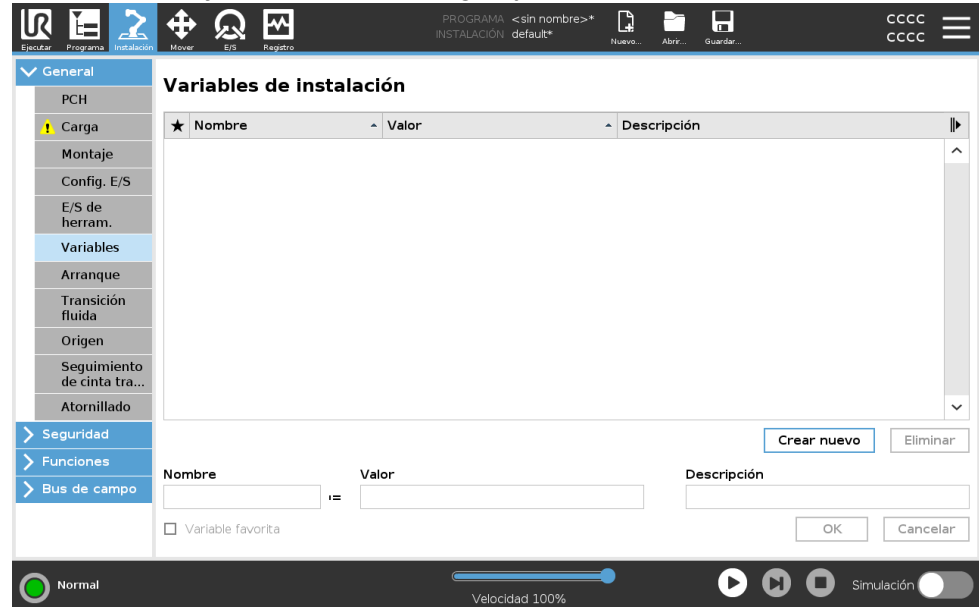 UR
PROGRAMA <sin nombre>*
INSTALACIÓN default*
CCCC
CCCC
Ejecutar Programa Instalación Mover E/S Registro Nuevo... Abrir... Guardar...
General
PCH
Carga
Montaje
Config. E/S
E/S de
herram.
Variables
Arranque
Transición
fluida
Origen
Seguimiento
de cinta tra...
Atornillado
Seguridad
Funciones
Bus de campo
Variables de instalación
Nombre Valor Descripción
Crear nuevo Eliminar
Nombre Valor Descripción
:=
Variable favorita OK Cancelar
Normal
Velocidad 100%
Simulación